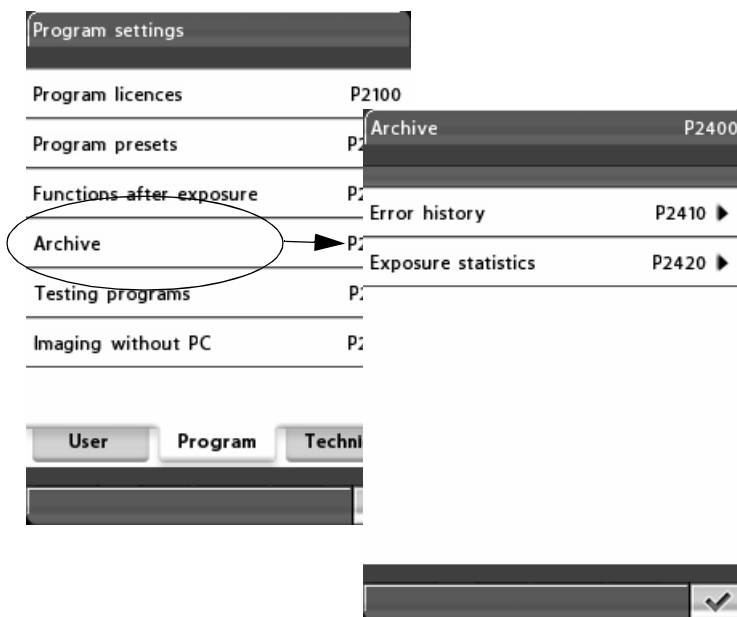 Program settings
Program licences P2100
Program presets
Functions after exposure
Archive
Testing programs
Imaging without PC
User Program
Archive P2400
Error history P2410
Exposure statistics P2420